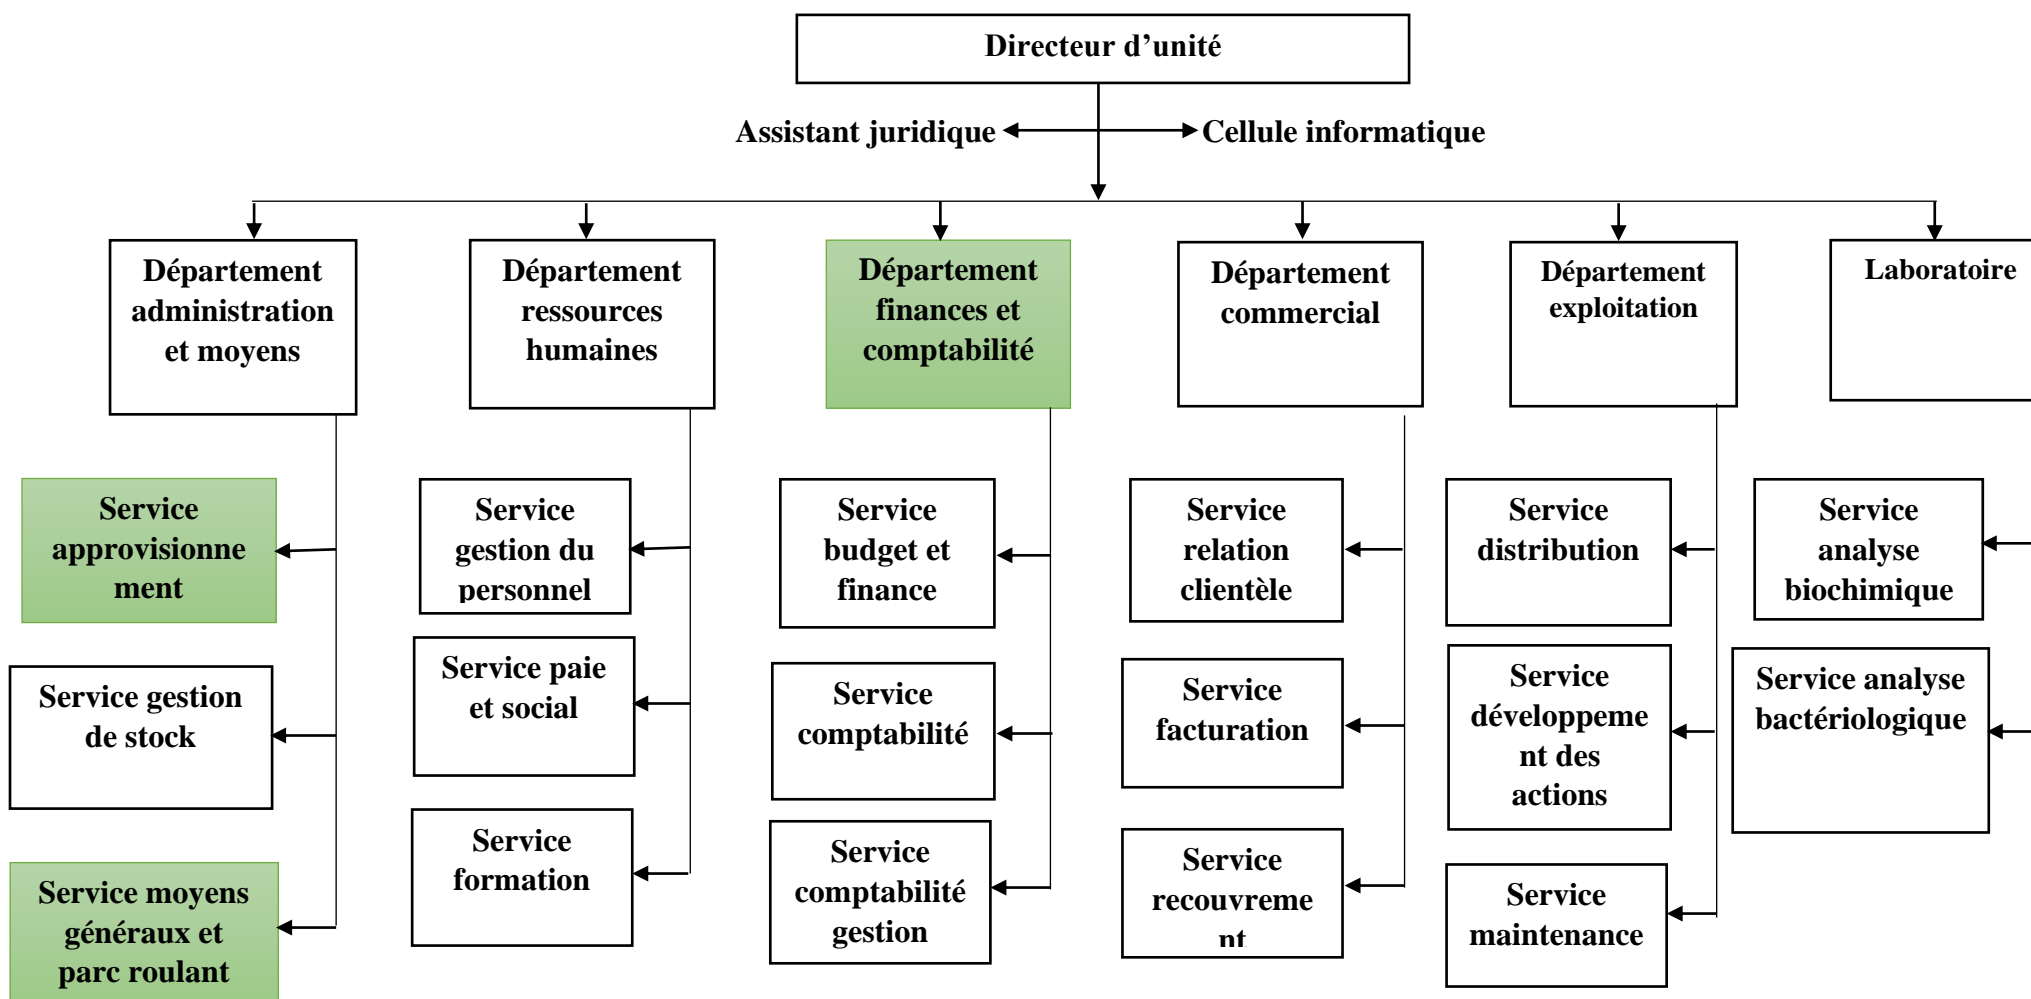 Directeur d’unité
Assistant juridique
Cellule informatique
Département
administration
et moyens
Département
ressources
humaines
Département
finances et
comptabilité
Département
commercial
Département
exploitation
Laboratoire
Service
approvisionne
ment
Service gestion
de stock
Service moyens
généraux et
parc roulant
Service
gestion du
personnel
Service paie
et social
Service
formation
Service
budget et
finance
Service
comptabilité
Service
comptabilité
gestion
Service
relation
clientèle
Service
facturation
Service
recouvreme
nt
Service
distribution
Service
développeme
nt des
actions
Service
maintenance
Service
analyse
biochimique
Service analyse
bactériologique